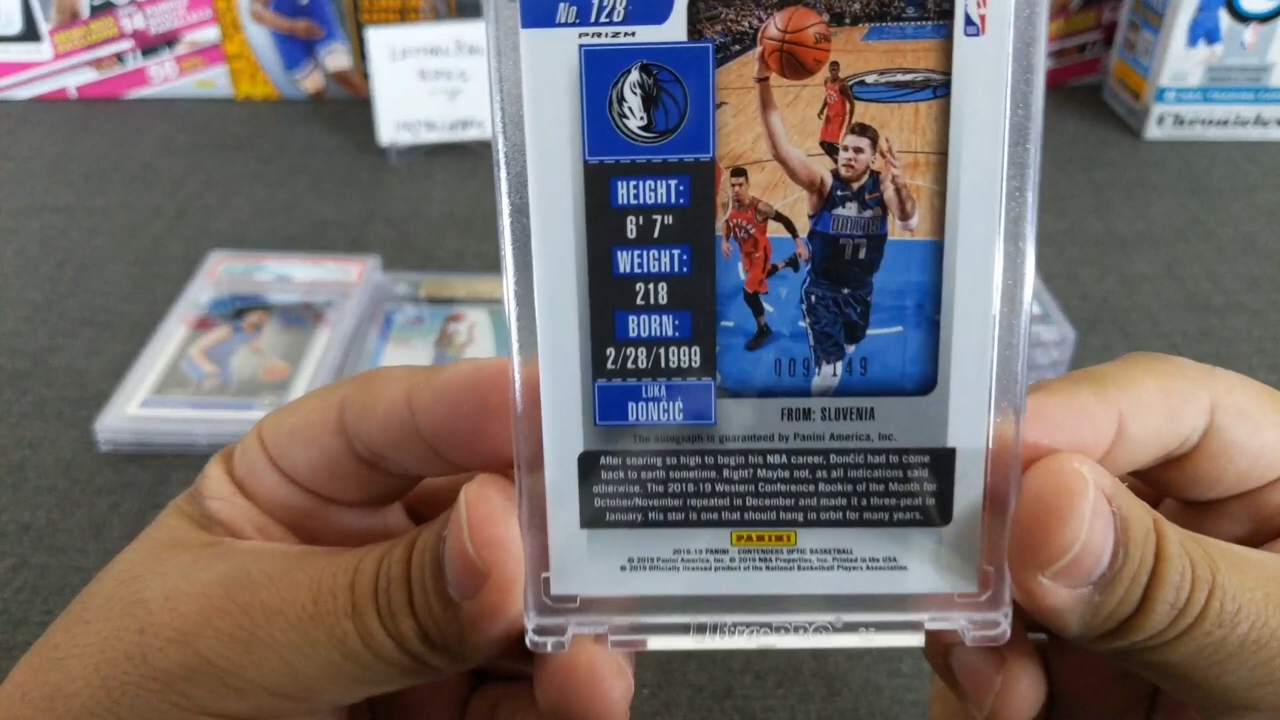 No. 128
PRIZM
HEIGHT:
6' 7"
WEIGHT:
218
BORN:
2/28/1999
LUKA
DONČIĆ
DALLAS
77
009/149
FROM: SLOVENIA
The autograph is guaranteed by Panini America, Inc.
After soaring so high to begin his NBA career, Dončić had to come
back to earth sometime. Right? Maybe not, as all indications said
otherwise. The 2018-19 Western Conference Rookie of the Month for
October/November repeated in December and made it a three-peat in
January. His star is one that should hang in orbit for many years.
PANINI
2018-19 PANINI – CONTENDERS OPTIC BASKETBALL
© 2019 Panini America, Inc. © 2019 NBA Properties, Inc. Printed in the USA.
© 2019 Officially licensed product of the National Basketball Players Association.
Ultra PRO
Chronicles